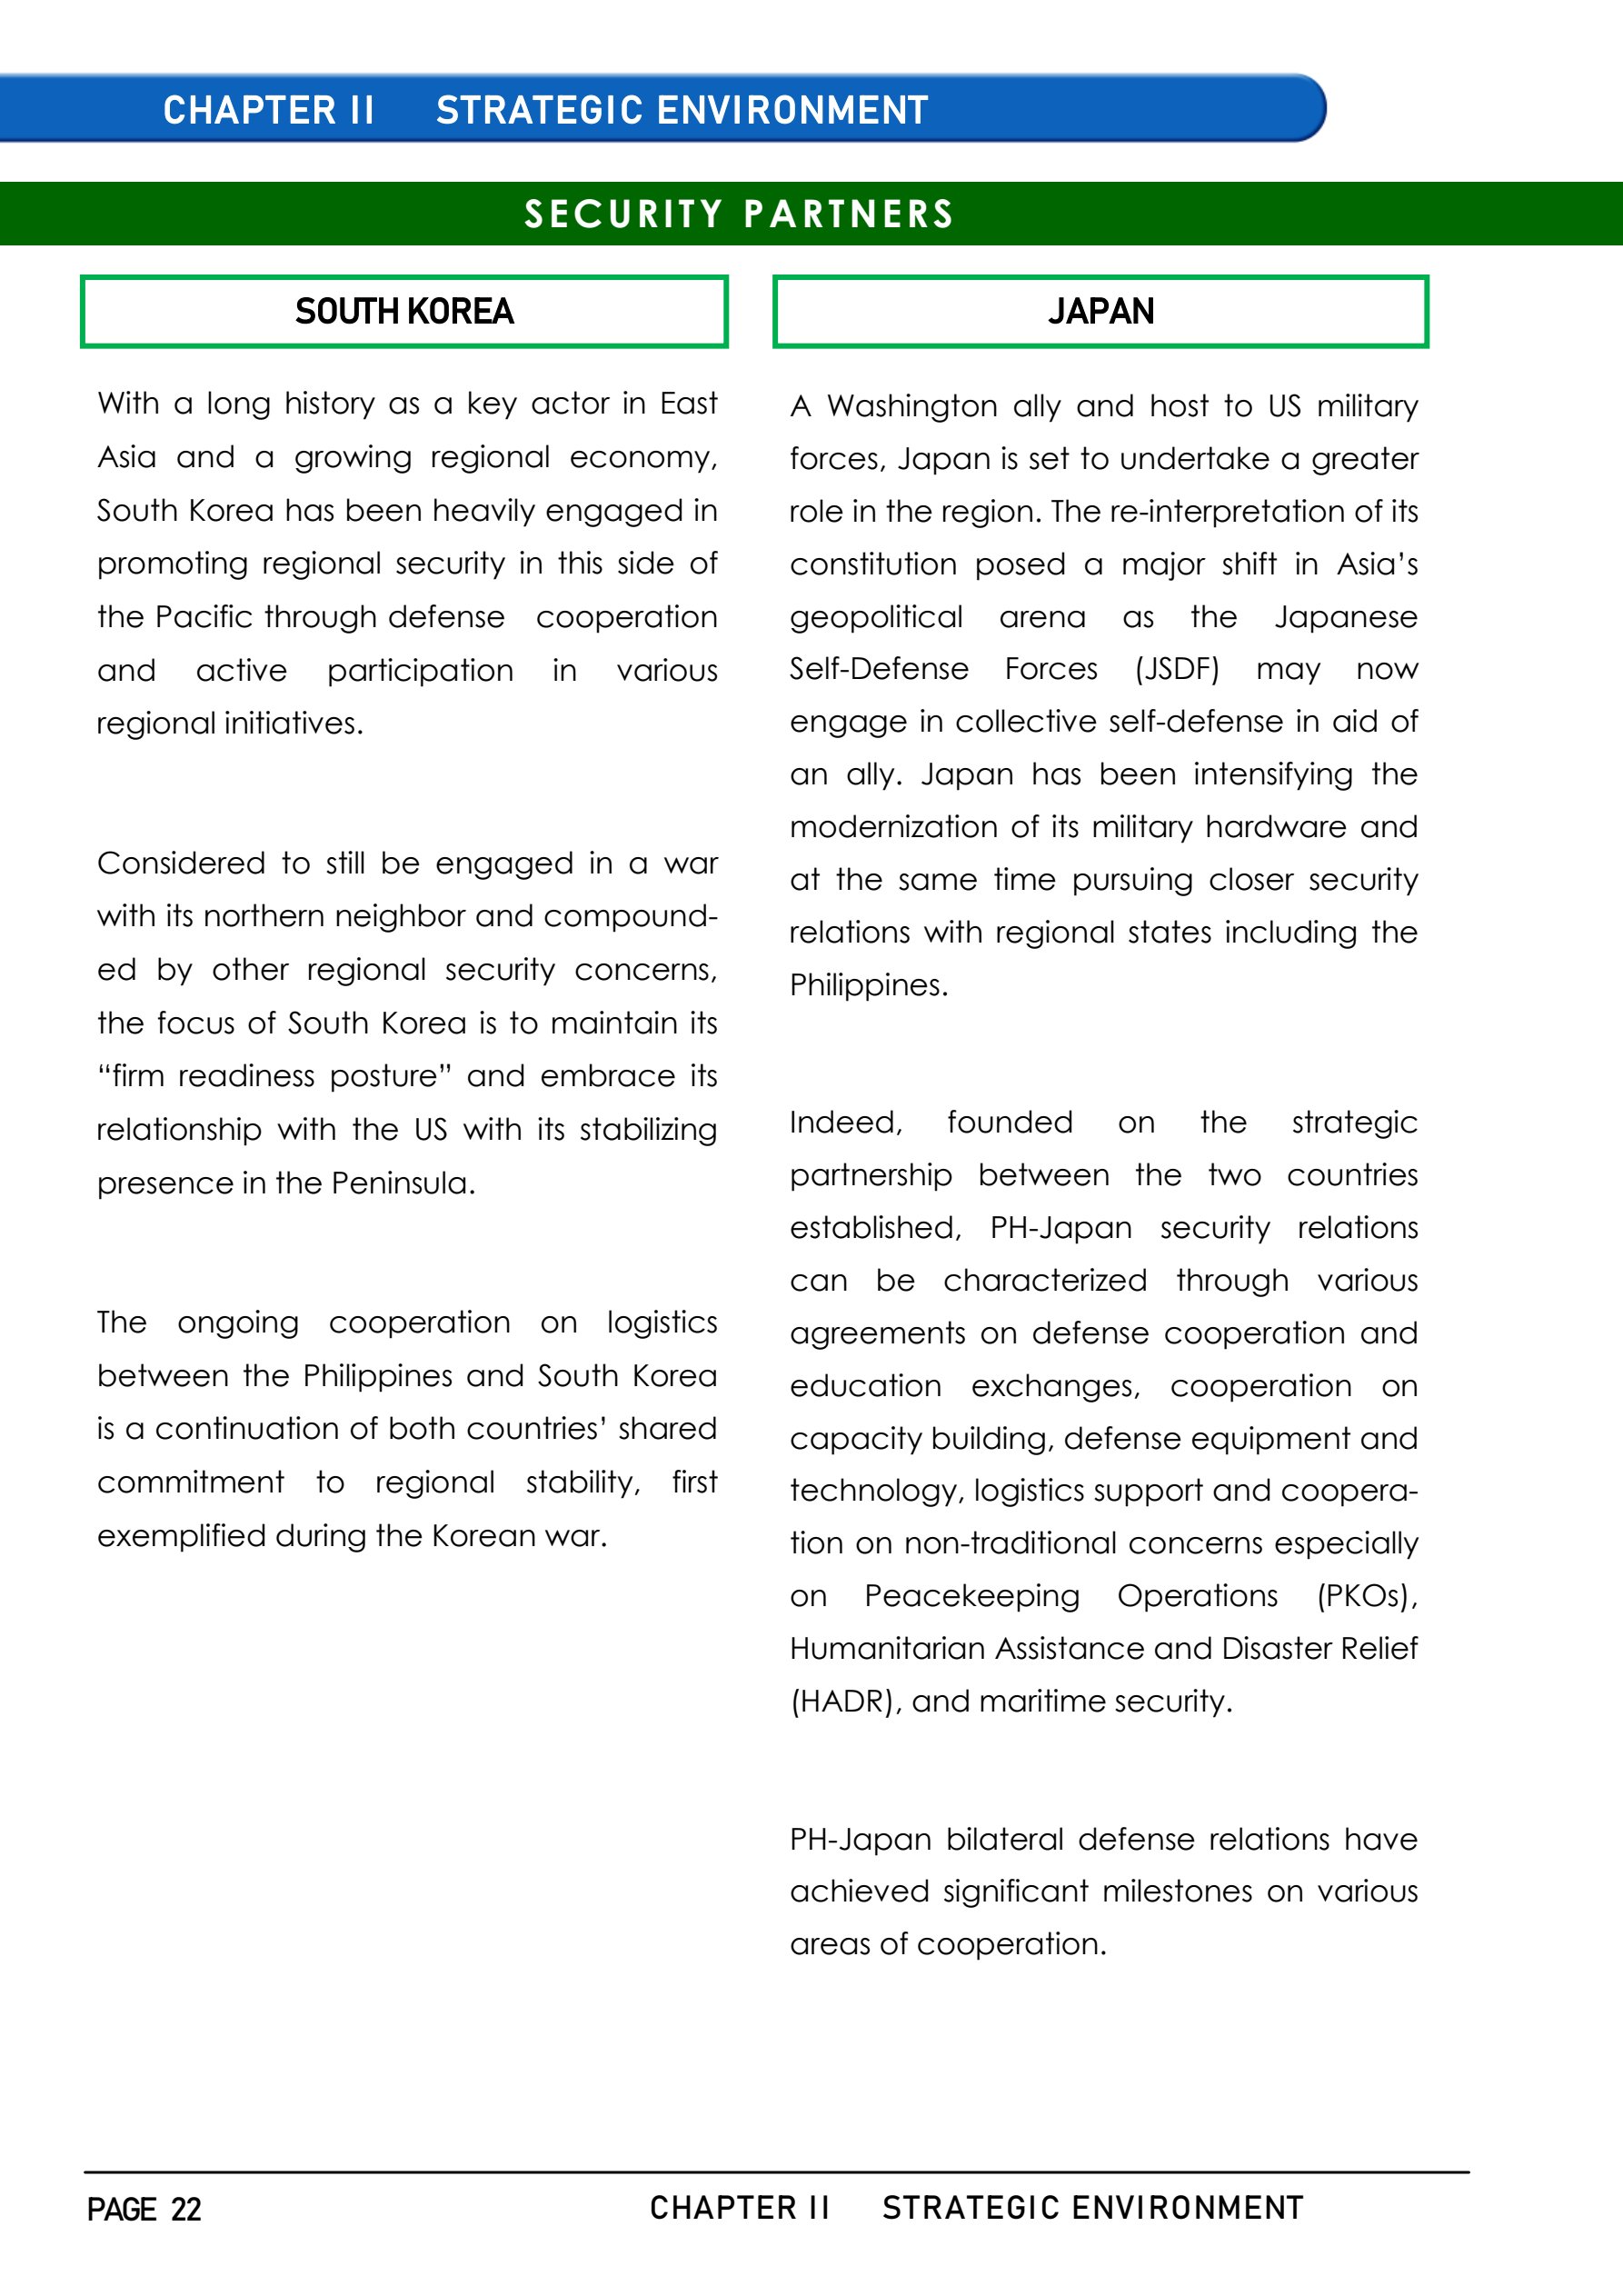 CHAPTER II STRATEGIC ENVIRONMENT
SECURITY PARTNERS
SOUTH KOREA
With a long history as a key actor in East
Asia and a growing regional economy,
South Korea has been heavily engaged in
promoting regional security in this side of
the Pacific through defense cooperation
and active participation in various
regional initiatives.
Considered to still be engaged in a war
with its northern neighbor and compound-
ed by other regional security concerns,
the focus of South Korea is to maintain its
“firm readiness posture” and embrace its
relationship with the US with its stabilizing
presence in the Peninsula.
The ongoing cooperation on logistics
between the Philippines and South Korea
is a continuation of both countries’ shared
commitment to regional stability, first
exemplified during the Korean war.
JAPAN
A Washington ally and host to US military
forces, Japan is set to undertake a greater
role in the region. The re-interpretation of its
constitution posed a major shift in Asia’s
geopolitical arena as the Japanese
Self-Defense Forces (JSDF) may now
engage in collective self-defense in aid of
an ally. Japan has been intensifying the
modernization of its military hardware and
at the same time pursuing closer security
relations with regional states including the
Philippines.
Indeed, founded on the strategic
partnership between the two countries
established, PH-Japan security relations
can be characterized through various
agreements on defense cooperation and
education exchanges, cooperation on
capacity building, defense equipment and
technology, logistics support and coopera-
tion on non-traditional concerns especially
on Peacekeeping Operations (PKOs),
Humanitarian Assistance and Disaster Relief
(HADR), and maritime security.
PH-Japan bilateral defense relations have
achieved significant milestones on various
areas of cooperation.
PAGE 22
CHAPTER II STRATEGIC ENVIRONMENT